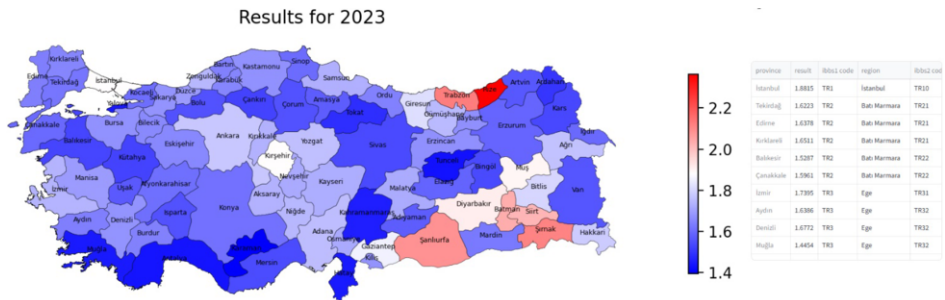 Results for 2023
Kırklareli
Edirne
Tekirdağ
İstanbul
Kocaeli
Yalova
Sakarya
Düzce
Zonguldak
Bartın
Karabük
Kastamonu
Sinop
Samsun
Bolu
Çankırı
Çorum
Amasya
Tokat
Ordu
Giresun
Trabzon
Rize
Artvin
Ardahan
Gümüşhane
Bayburt
Kars
Iğdır
Çanakkale
Balıkesir
Bursa
Bilecik
Eskişehir
Ankara
Kırıkkale
Yozgat
Sivas
Erzincan
Erzurum
Ağrı
Kütahya
Kırşehir
Nevşehir
Kayseri
Tunceli
Bingöl
Muş
Elazığ
Malatya
Bitlis
Van
Manisa
İzmir
Uşak
Afyonkarahisar
Aksaray
Konya
Niğde
Kahramanmaraş
Adıyaman
Diyarbakır
Batman
Siirt
Şırnak
Hakkari
Aydın
Denizli
Isparta
Burdur
Muğla
Antalya
Mersin
Adana
Osmaniye
Gaziantep
Kilis
Hatay
Şanlıurfa
Mardin
2.2
2.0
1.8
1.6
1.4
province result ibbs1 code region ibbs2 code
İstanbul 1.8815 TR1 İstanbul TR10
Tekirdağ 1.6223 TR2 Batı Marmara TR21
Edirne 1.6378 TR2 Batı Marmara TR21
Kırklareli 1.6511 TR2 Batı Marmara TR21
Balıkesir 1.5287 TR2 Batı Marmara TR22
Çanakkale 1.5961 TR2 Batı Marmara TR22
İzmir 1.7395 TR3 Ege TR31
Aydın 1.6386 TR3 Ege TR32
Denizli 1.6772 TR3 Ege TR32
Muğla 1.4454 TR3 Ege TR32